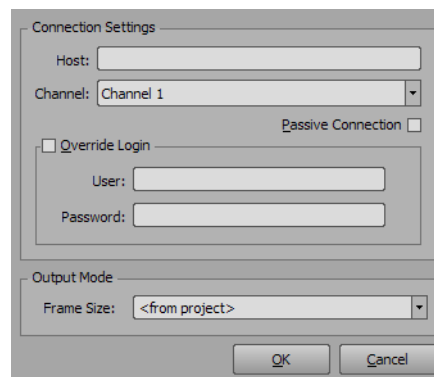 Connection Settings
Host:
Channel: Channel 1
Passive Connection
Override Login
User:
Password:
Output Mode
Frame Size: <from project>
OK Cancel